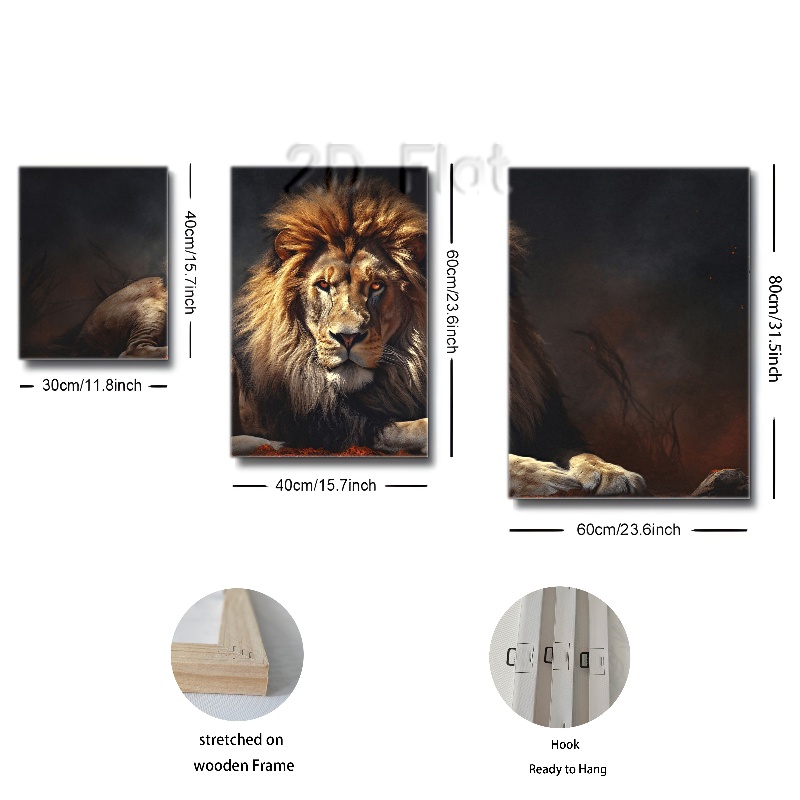 2D Flat
40cm/15.7inch
60cm/23.6inch
80cm/31.5inch
30cm/11.8inch
40cm/15.7inch
60cm/23.6inch
stretched on
wooden Frame
Hook
Ready to Hang